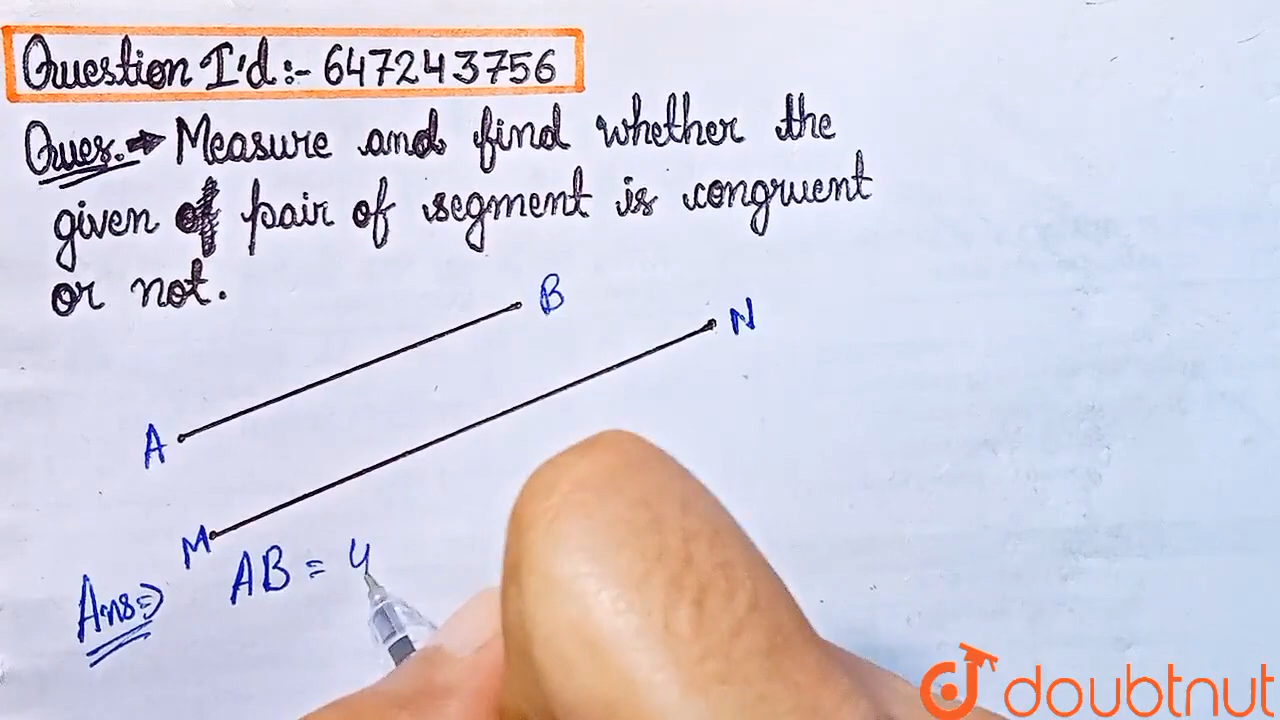 Question I'd :- 647243756
Ques. → Measure and find whether the
given pair of segment is congruent
or not.
B
N
A
M
Ans ⇒ AB = 4
doubtnut